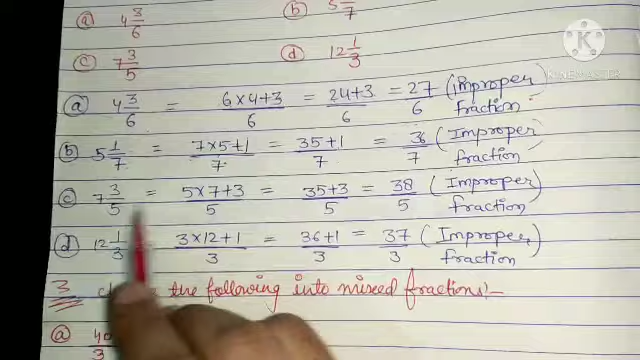 ⓐ 4 3/6 ⓑ 5 1/7
ⓒ 7 3/5 ⓓ 12 1/3
ⓐ 4 3/6 = 6×4+3/6 = 24+3/6 = 27/6 (Improper fraction)
ⓑ 5 1/7 = 7×5+1/7 = 35+1/7 = 36/7 (Improper fraction)
ⓒ 7 3/5 = 5×7+3/5 = 35+3/5 = 38/5 (Improper fraction)
ⓓ 12 1/3 = 3×12+1/3 = 36+1/3 = 37/3 (Improper fraction)
3 the following into mixed fractions:-
ⓐ
KINEMASTER